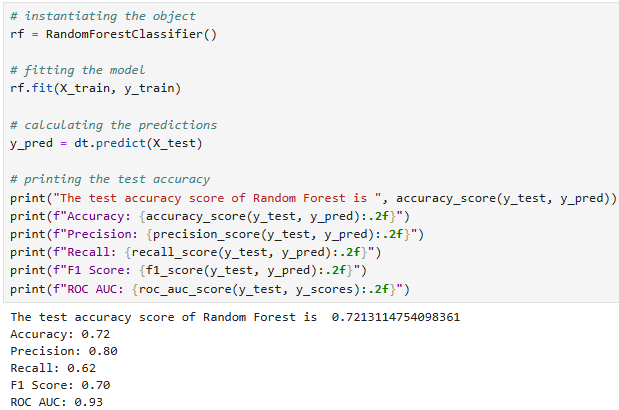 # instantiating the object
rf = RandomForestClassifier()
# fitting the model
rf.fit(X_train, y_train)
# calculating the predictions
y_pred = dt.predict(X_test)
# printing the test accuracy
print("The test accuracy score of Random Forest is ", accuracy_score(y_test, y_pred))
print(f"Accuracy: {accuracy_score(y_test, y_pred):.2f}")
print(f"Precision: {precision_score(y_test, y_pred):.2f}")
print(f"Recall: {recall_score(y_test, y_pred):.2f}")
print(f"F1 Score: {f1_score(y_test, y_pred):.2f}")
print(f"ROC AUC: {roc_auc_score(y_test, y_scores):.2f}")
The test accuracy score of Random Forest is  0.7213114754098361
Accuracy: 0.72
Precision: 0.80
Recall: 0.62
F1 Score: 0.70
ROC AUC: 0.93